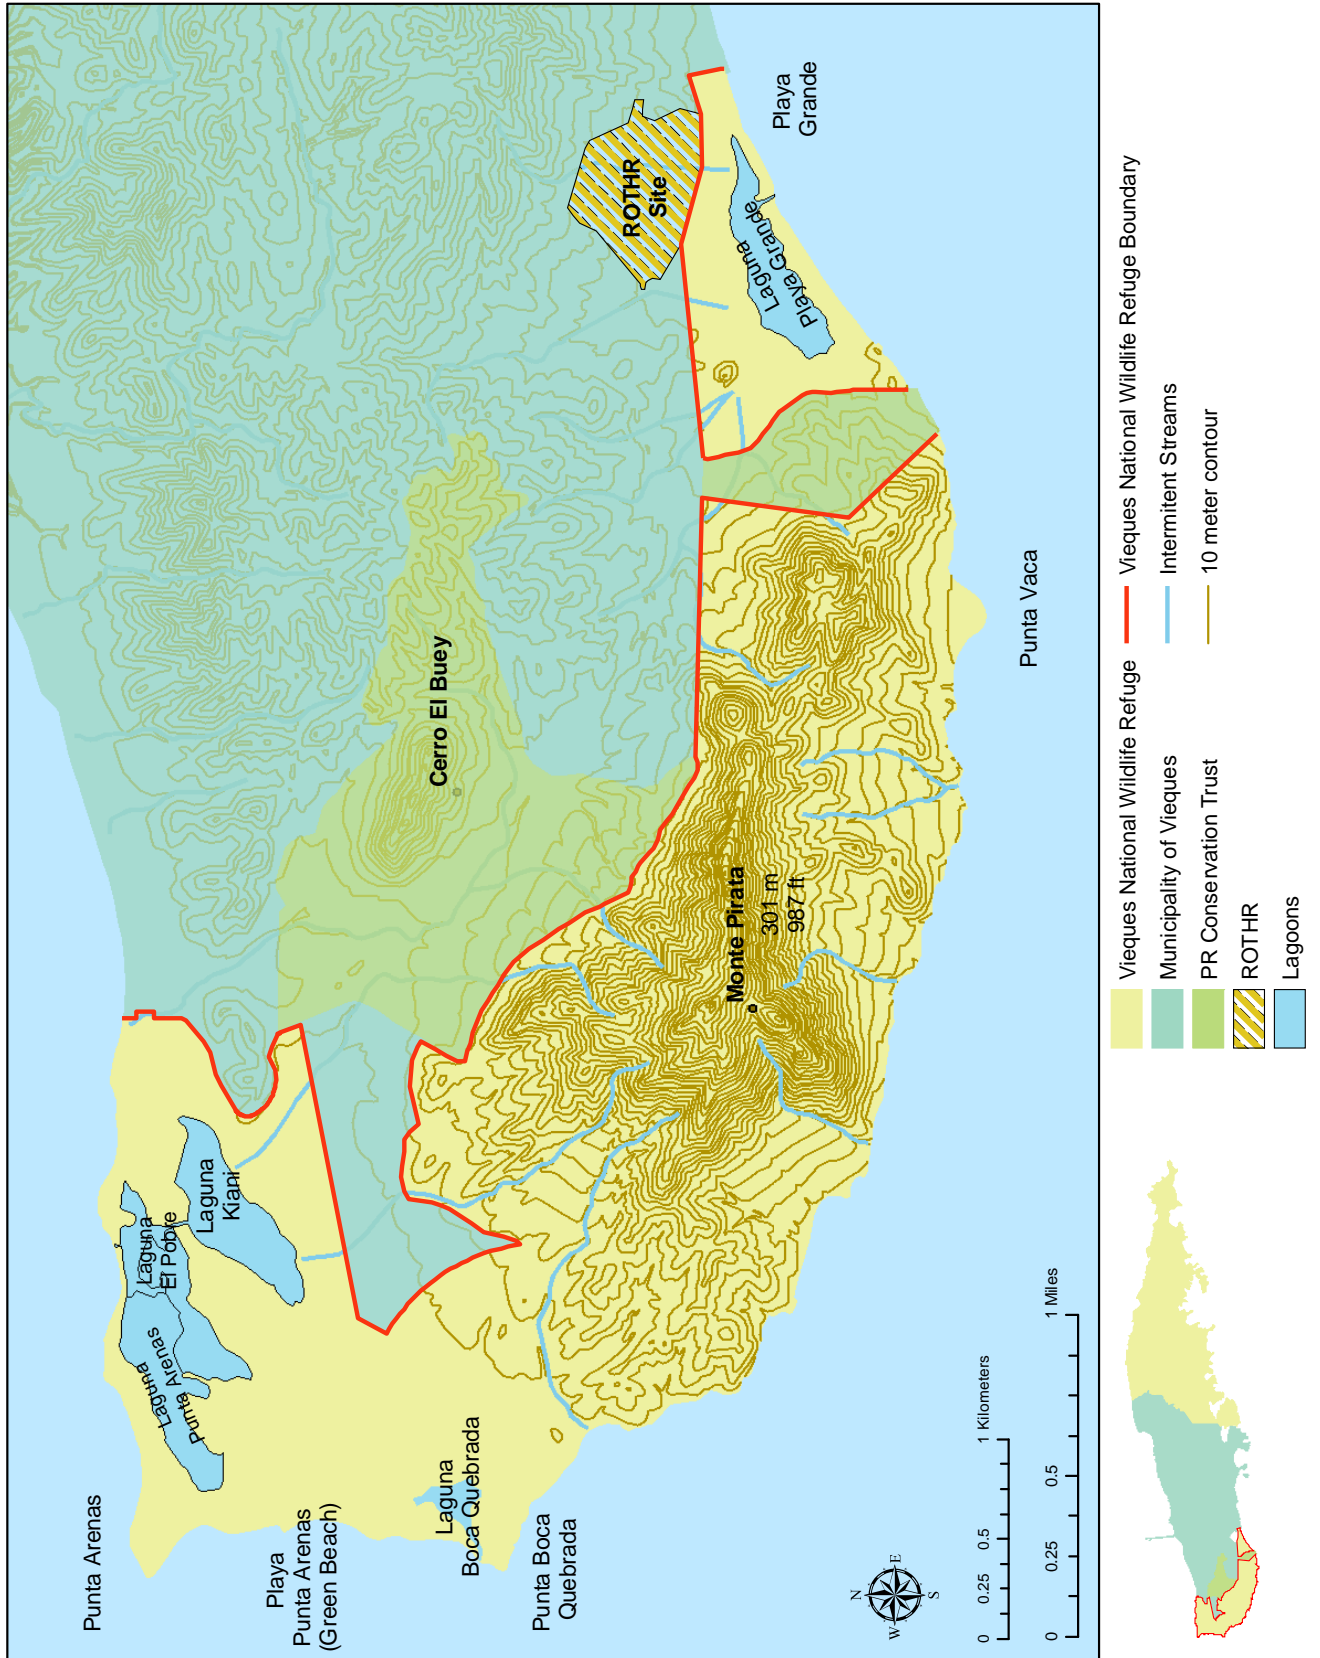 Punta Arenas
Playa
Punta Arenas
(Green Beach)
Laguna
Punta Arenas
Laguna
El Pobre
Laguna
Kiani
Laguna
Boca Quebrada
Punta Boca
Quebrada
Cerro El Buey
Monte Pirata
301 m
987 ft
ROTHR
Site
Laguna
Playa Grande
Playa
Grande
Punta Vaca
N
W
E
S
0
0.25
0.5
1 Kilometers
0
0.25
0.5
1 Miles
Vieques National Wildlife Refuge
Municipality of Vieques
PR Conservation Trust
ROTHR
Lagoons
Vieques National Wildlife Refuge Boundary
Intermitent Streams
10 meter contour